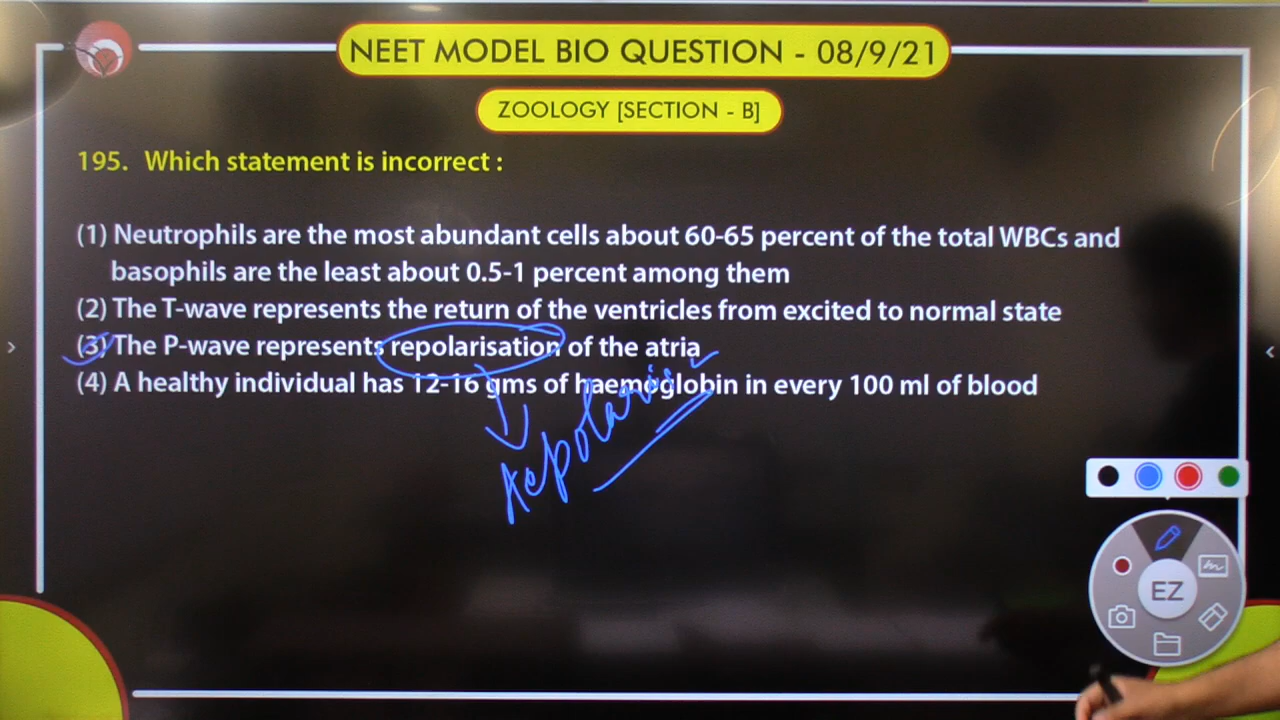 NEET MODEL BIO QUESTION - 08/9/21
ZOOLOGY [SECTION - B]
195. Which statement is incorrect :
(1) Neutrophils are the most abundant cells about 60-65 percent of the total WBCs and
basophils are the least about 0.5-1 percent among them
(2) The T-wave represents the return of the ventricles from excited to normal state
(3) The P-wave represents repolarisation of the atria
(4) A healthy individual has 12-16 gms of haemoglobin in every 100 ml of blood
EZ